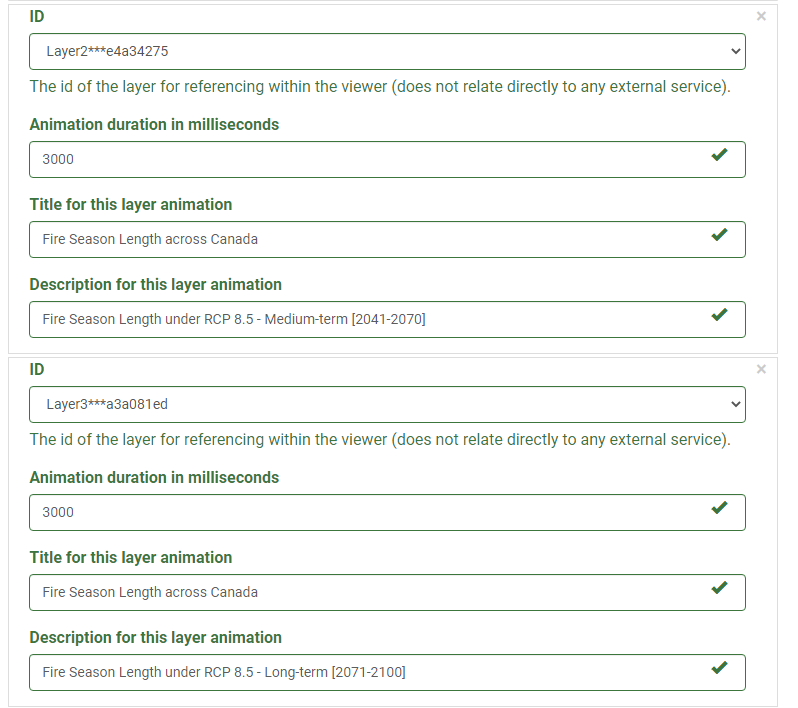 ID
×
Layer2***e4a34275
The id of the layer for referencing within the viewer (does not relate directly to any external service).
Animation duration in milliseconds
3000
Title for this layer animation
Fire Season Length across Canada
Description for this layer animation
Fire Season Length under RCP 8.5 - Medium-term [2041-2070]
ID
×
Layer3***a3a081ed
The id of the layer for referencing within the viewer (does not relate directly to any external service).
Animation duration in milliseconds
3000
Title for this layer animation
Fire Season Length across Canada
Description for this layer animation
Fire Season Length under RCP 8.5 - Long-term [2071-2100]